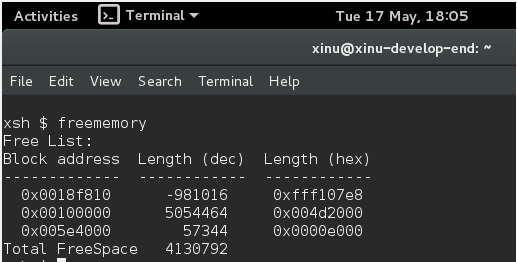 Activities Terminal Tue 17 May, 18:05
xinu@xinu-develop-end: ~
File Edit View Search Terminal Help
xsh $ freememory
Free List:
Block address  Length (dec)  Length (hex)
-------------  ------------  ------------
  0x0018f810       -981016    0xfff107e8
  0x00100000       5054464    0x004d2000
  0x005e4000         57344    0x0000e000
Total FreeSpace   4130792